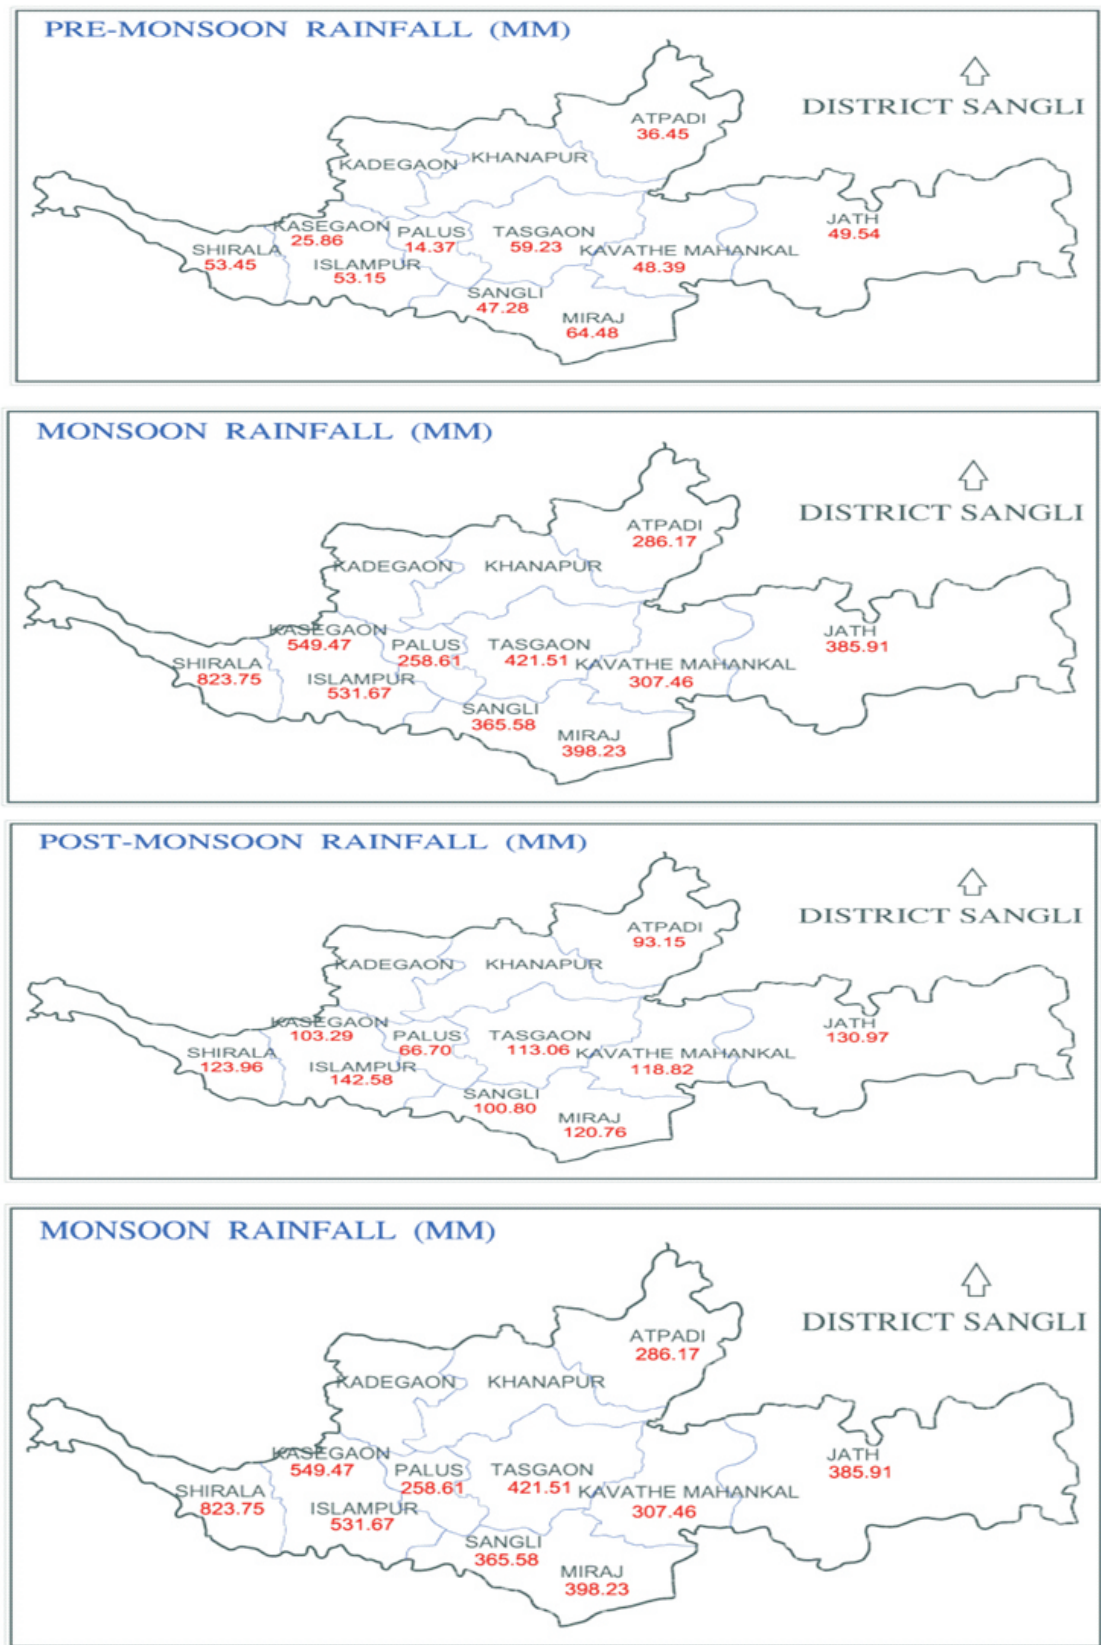 PRE-MONSOON RAINFALL (MM)
DISTRICT SANGLI
ATPADI
36.45
KADEGAON
KHANAPUR
KASEGAON
25.86
PALUS
14.37
TASGAON
59.23
JATH
49.54
SHIRALA
53.45
ISLAMPUR
53.15
KAVATHE MAHANKAL
48.39
SANGLI
47.28
MIRAJ
64.48
MONSOON RAINFALL (MM)
DISTRICT SANGLI
ATPADI
286.17
KADEGAON
KHANAPUR
KASEGAON
549.47
PALUS
258.61
TASGAON
421.51
JATH
385.91
SHIRALA
823.75
ISLAMPUR
531.67
KAVATHE MAHANKAL
307.46
SANGLI
365.58
MIRAJ
398.23
POST-MONSOON RAINFALL (MM)
DISTRICT SANGLI
ATPADI
93.15
KADEGAON
KHANAPUR
KASEGAON
103.29
PALUS
66.70
TASGAON
113.06
JATH
130.97
SHIRALA
123.96
ISLAMPUR
142.58
KAVATHE MAHANKAL
118.82
SANGLI
100.80
MIRAJ
120.76
MONSOON RAINFALL (MM)
DISTRICT SANGLI
ATPADI
286.17
KADEGAON
KHANAPUR
KASEGAON
549.47
PALUS
258.61
TASGAON
421.51
JATH
385.91
SHIRALA
823.75
ISLAMPUR
531.67
KAVATHE MAHANKAL
307.46
SANGLI
365.58
MIRAJ
398.23